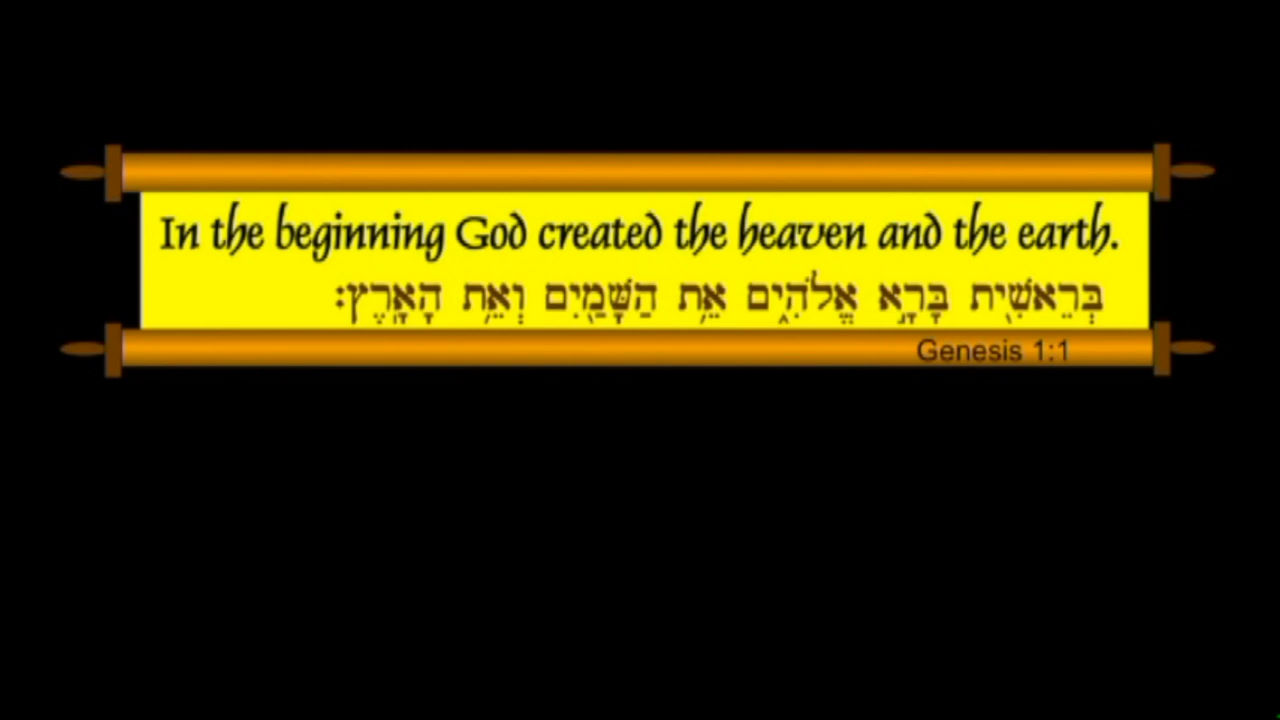 In the beginning God created the heaven and the earth.
בְּרֵאשִׁ֖ית בָּרָ֣א אֱלֹהִ֑ים אֵ֥ת הַשָּׁמַ֖יִם וְאֵ֥ת הָאָֽרֶץ׃
Genesis 1:1